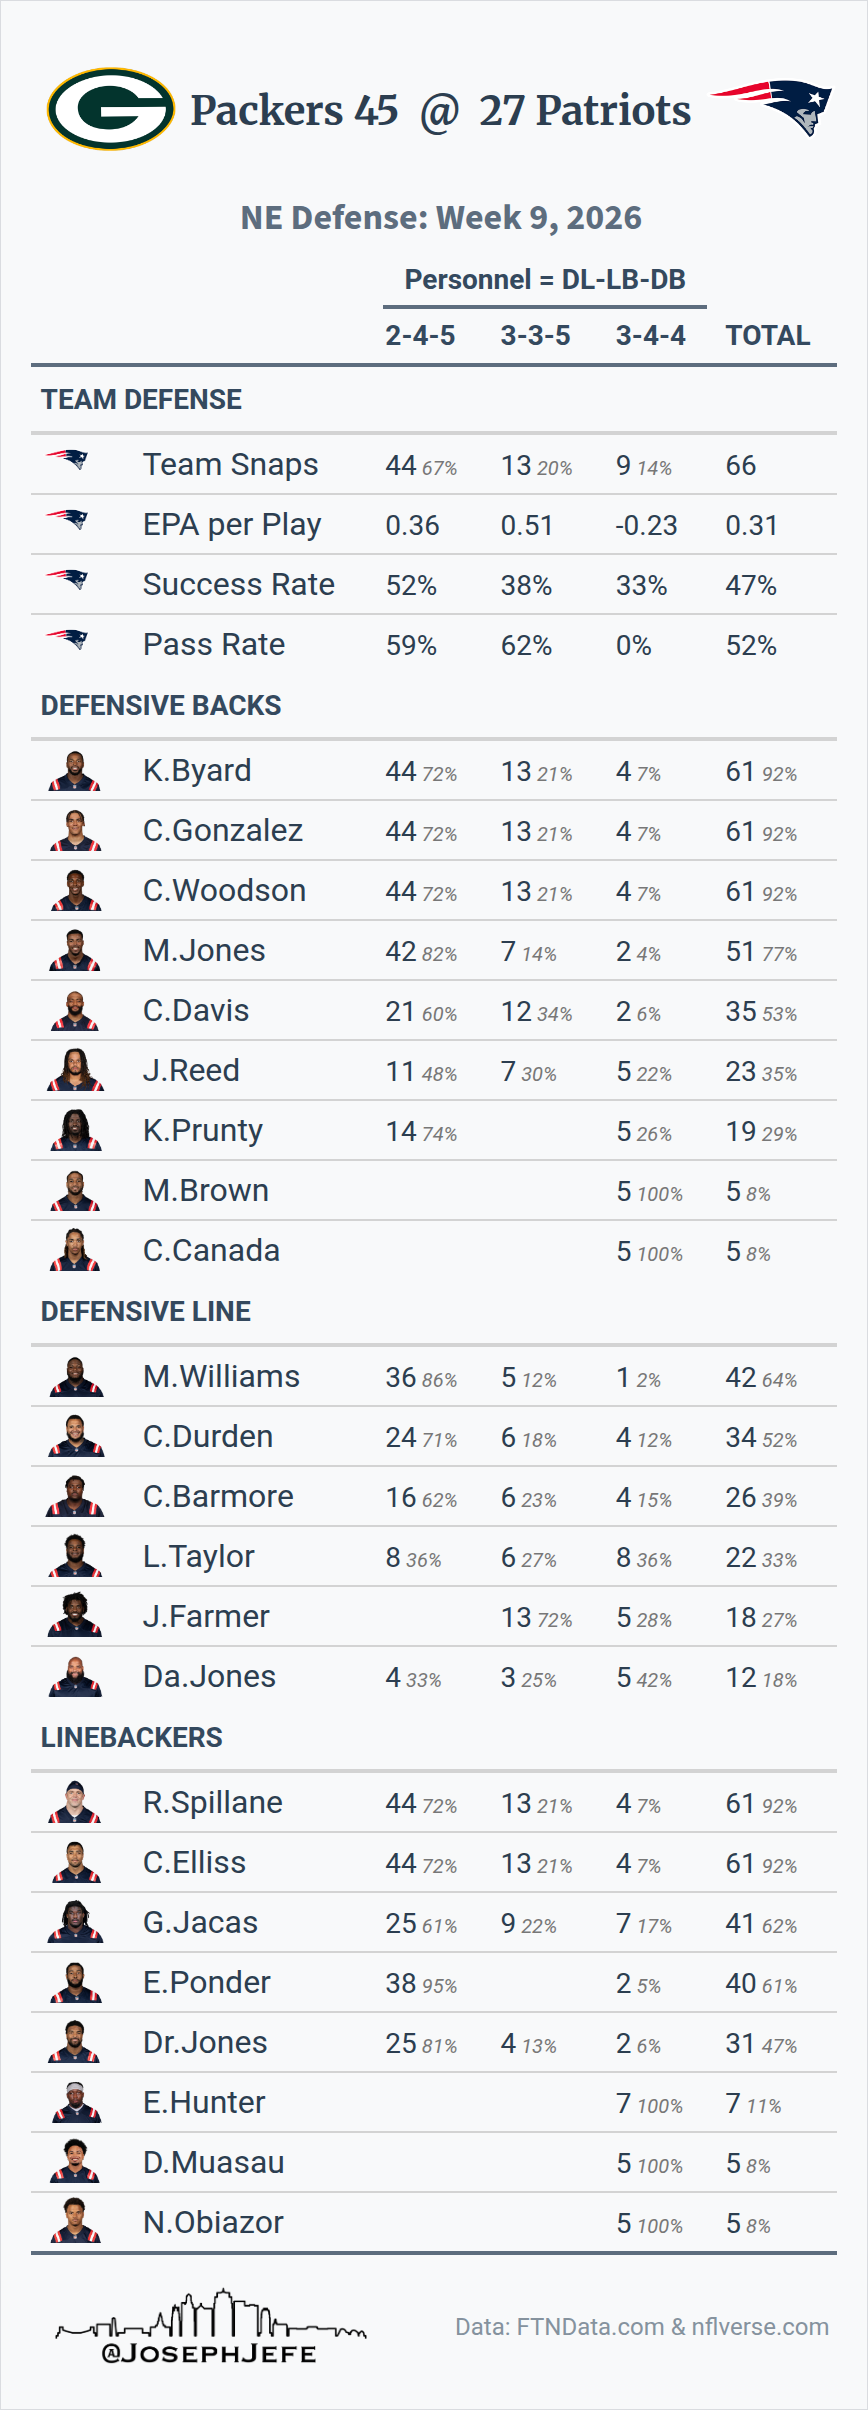 Packers 45 @ 27 Patriots
NE Defense: Week 9, 2026
Personnel = DL-LB-DB
2-4-5 3-3-5 3-4-4 TOTAL
TEAM DEFENSE
Team Snaps 44 67% 13 20% 9 14% 66
EPA per Play 0.36 0.51 -0.23 0.31
Success Rate 52% 38% 33% 47%
Pass Rate 59% 62% 0% 52%
DEFENSIVE BACKS
K.Byard 44 72% 13 21% 4 7% 61 92%
C.Gonzalez 44 72% 13 21% 4 7% 61 92%
C.Woodson 44 72% 13 21% 4 7% 61 92%
M.Jones 42 82% 7 14% 2 4% 51 77%
C.Davis 21 60% 12 34% 2 6% 35 53%
J.Reed 11 48% 7 30% 5 22% 23 35%
K.Prunty 14 74% 5 26% 19 29%
M.Brown 5 100% 5 8%
C.Canada 5 100% 5 8%
DEFENSIVE LINE
M.Williams 36 86% 5 12% 1 2% 42 64%
C.Durden 24 71% 6 18% 4 12% 34 52%
C.Barmore 16 62% 6 23% 4 15% 26 39%
L.Taylor 8 36% 6 27% 8 36% 22 33%
J.Farmer 13 72% 5 28% 18 27%
Da.Jones 4 33% 3 25% 5 42% 12 18%
LINEBACKERS
R.Spillane 44 72% 13 21% 4 7% 61 92%
C.Elliss 44 72% 13 21% 4 7% 61 92%
G.Jacas 25 61% 9 22% 7 17% 41 62%
E.Ponder 38 95% 2 5% 40 61%
Dr.Jones 25 81% 4 13% 2 6% 31 47%
E.Hunter 7 100% 7 11%
D.Muasau 5 100% 5 8%
N.Obiazor 5 100% 5 8%
@JOSEPHJEFE
Data: FTNData.com & nflverse.com